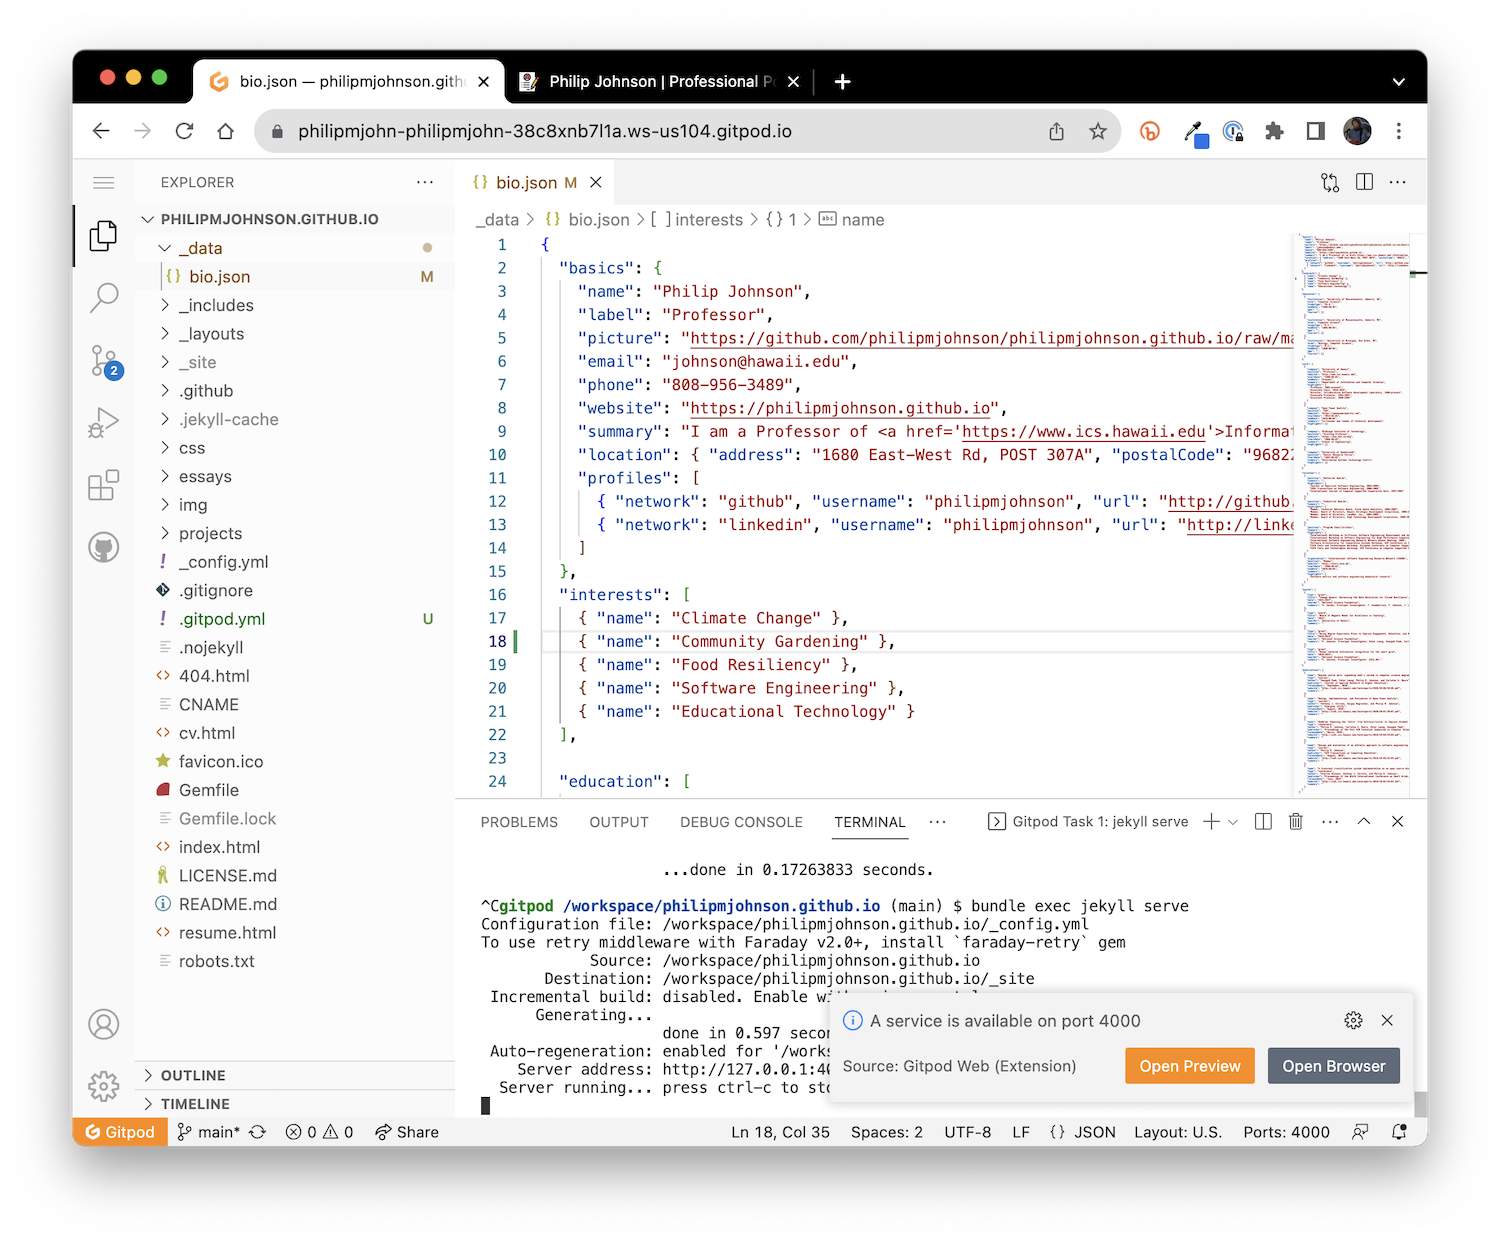 bio.json — philipmjohnson.gith
Philip Johnson | Professional P
philipmjohn-philipmjohn-38c8xnb7l1a.ws-us104.gitpod.io
EXPLORER
PHILIPMJOHNSON.GITHUB.IO
_data
{} bio.json M
_includes
_layouts
_site
.github
.jekyll-cache
css
essays
img
projects
! _config.yml
.gitignore
! .gitpod.yml U
.nojekyll
<> 404.html
CNAME
<> cv.html
favicon.ico
Gemfile
Gemfile.lock
<> index.html
LICENSE.md
README.md
<> resume.html
robots.txt
OUTLINE
TIMELINE
2
{} bio.json M
_data > {} bio.json > [ ] interests > {} 1 > abc name
1 {
2 "basics": {
3 "name": "Philip Johnson",
4 "label": "Professor",
5 "picture": "https://github.com/philipmjohnson/philipmjohnson.github.io/raw/ma
6 "email": "johnson@hawaii.edu",
7 "phone": "808-956-3489",
8 "website": "https://philipmjohnson.github.io",
9 "summary": "I am a Professor of <a href='https://www.ics.hawaii.edu'>Informat
10 "location": { "address": "1680 East-West Rd, POST 307A", "postalCode": "96822
11 "profiles": [
12 { "network": "github", "username": "philipmjohnson", "url": "http://github.
13 { "network": "linkedin", "username": "philipmjohnson", "url": "http://linke
14 ]
15 },
16 "interests": [
17 { "name": "Climate Change" },
18 { "name": "Community Gardening" },
19 { "name": "Food Resiliency" },
20 { "name": "Software Engineering" },
21 { "name": "Educational Technology" }
22 ],
23
24 "education": [
PROBLEMS OUTPUT DEBUG CONSOLE TERMINAL ··· Gitpod Task 1: jekyll serve
...done in 0.17263833 seconds.
^Cgitpod /workspace/philipmjohnson.github.io (main) $ bundle exec jekyll serve
Configuration file: /workspace/philipmjohnson.github.io/_config.yml
To use retry middleware with Faraday v2.0+, install `faraday-retry` gem
Source: /workspace/philipmjohnson.github.io
Destination: /workspace/philipmjohnson.github.io/_site
Incremental build: disabled. Enable
Generating...
done in 0.597 secon
Auto-regeneration: enabled for '/works
Server address: http://127.0.0.1:40
Server running... press ctrl-c to sto
A service is available on port 4000
Source: Gitpod Web (Extension)
Open Preview
Open Browser
Gitpod main* 0 0 Share Ln 18, Col 35 Spaces: 2 UTF-8 LF {} JSON Layout: U.S. Ports: 4000